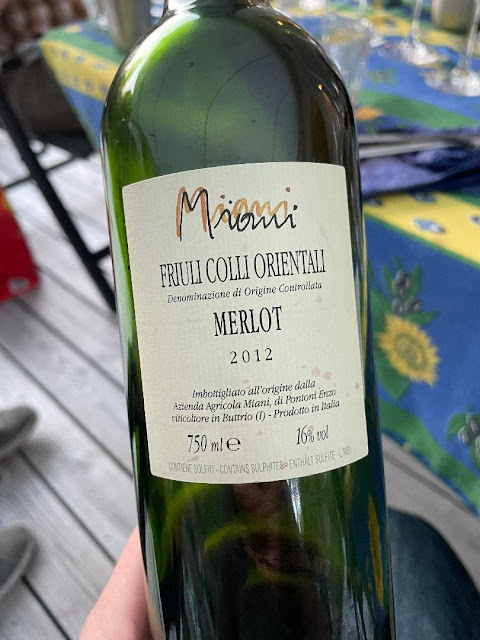 Miani
FRIULI COLLI ORIENTALI
Denominazione di Origine Controllata
MERLOT
2012
Imbottigliato all'origine dalla
Azienda Agricola Miani, di Pontoni Enzo
viticoltore in Buttrio (I) - Prodotto in Italia
750 ml ℮ 16% vol
CONTIENE SOLFITI - CONTAINS SULPHITES - ENTHÄLT SULFITE - L